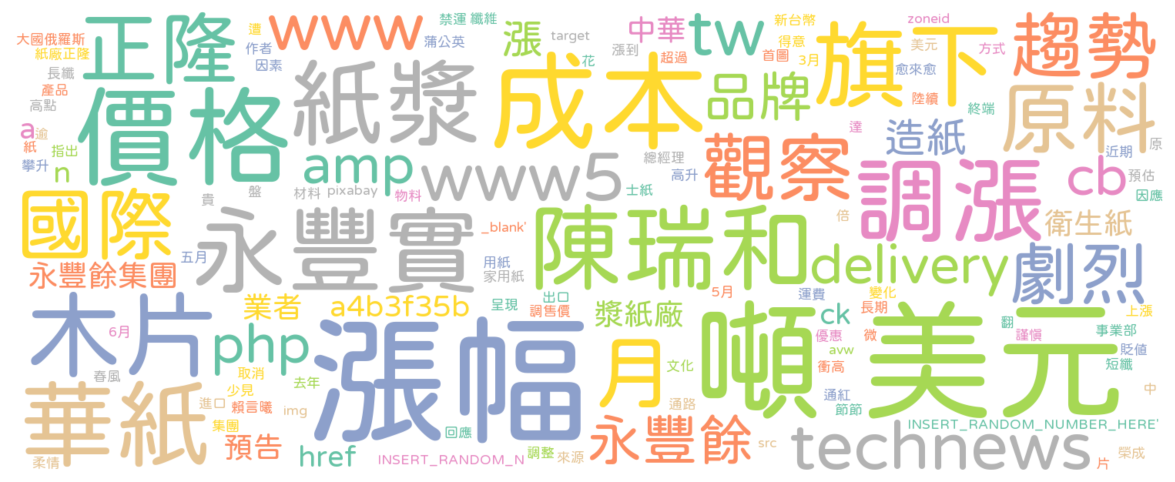 大國俄羅斯
紙廠正隆
長纖
產品
高點
正隆
遭
作者
因素
www
蒲公英
禁運
纖維
漲
target
漲到
花
中華
超過
tw
新台幣
得意
首圖
3月
旗下
zoneid
美元
方式
愈來愈
陸續
終端
趨勢
a
逾
紙
指出
攀升
n
價格
紙漿
成本
品牌
造紙
原料
原
近期
預估
因應
amp
www5
總經理
高升
士紙
觀察
達
調漲
cb
貴
盤
材料
pixabay
物料
倍
衛生紙
國際
永豐餘集團
五月
永豐實
_blank'
用紙
家用紙
陳瑞和
delivery
劇烈
業者
a4b3f35b
呈現
出口
調售價
漿紙廠
5月
運費
變化
長期
ck
優惠
微
avw
衝高
翻
謹慎
上漲
事業部
貶值
短纖
中
木片
6月
春風
php
取消
少見
去年
漲幅
月
文化
通路
噸
美元
通紅
節節
華紙
進口
賴言曦
img
集團
預告
回應
柔情
href
INSERT_RANDOM_N
調整
來源
永豐餘
src
technews
INSERT_RANDOM_NUMBER_HERE'
榮成
片